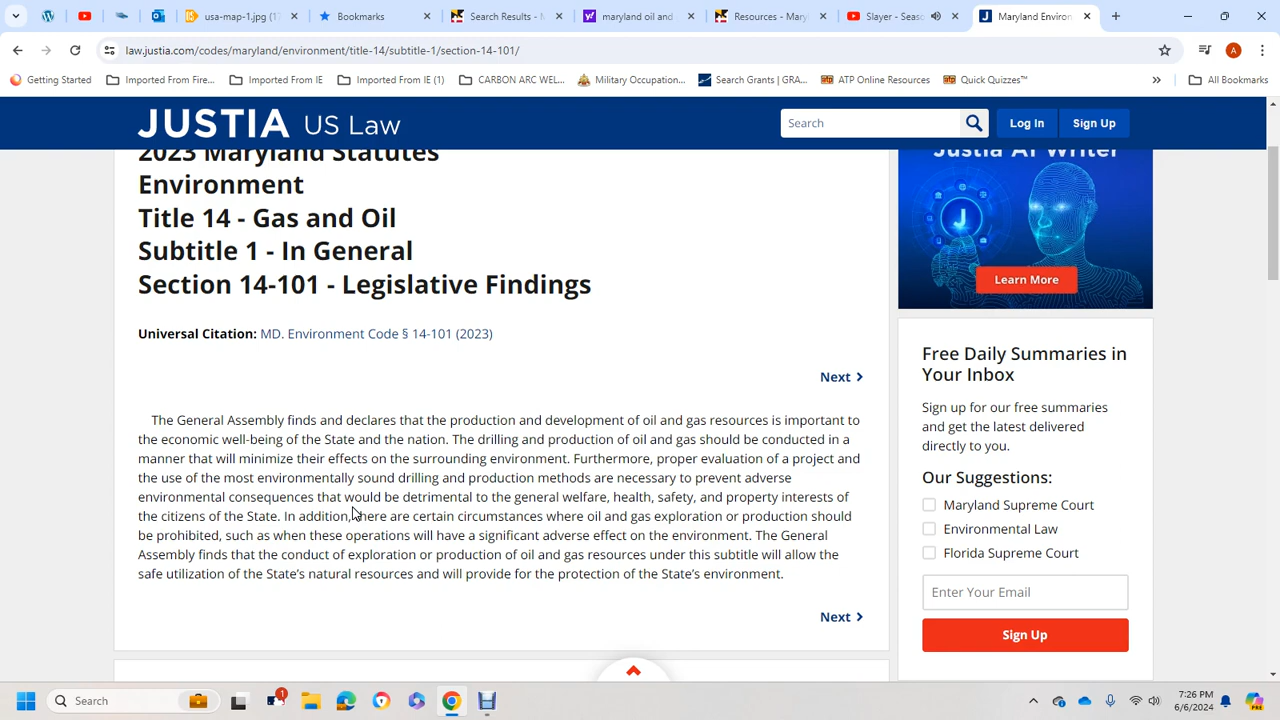 usa-map-1.jpg (1
Bookmarks
Search Results - M
maryland oil and
Resources - Mary
Slayer - Seas
Maryland Environ
law.justia.com/codes/maryland/environment/title-14/subtitle-1/section-14-101/
A
Getting Started
Imported From Fire...
Imported From IE
Imported From IE (1)
CARBON ARC WEL...
Military Occupation...
Search Grants | GRA...
ATP Online Resources
Quick Quizzes™
All Bookmarks
JUSTIA US Law
Search
Log In
Sign Up
2023 Maryland Statutes
Environment
Title 14 - Gas and Oil
Subtitle 1 - In General
Section 14-101 - Legislative Findings
Universal Citation: MD. Environment Code § 14-101 (2023)
Next
The General Assembly finds and declares that the production and development of oil and gas resources is important to
the economic well-being of the State and the nation. The drilling and production of oil and gas should be conducted in a
manner that will minimize their effects on the surrounding environment. Furthermore, proper evaluation of a project and
the use of the most environmentally sound drilling and production methods are necessary to prevent adverse
environmental consequences that would be detrimental to the general welfare, health, safety, and property interests of
the citizens of the State. In addition, there are certain circumstances where oil and gas exploration or production should
be prohibited, such as when these operations will have a significant adverse effect on the environment. The General
Assembly finds that the conduct of exploration or production of oil and gas resources under this subtitle will allow the
safe utilization of the State's natural resources and will provide for the protection of the State's environment.
Next
Justia AI Writer
J
Learn More
Free Daily Summaries in
Your Inbox
Sign up for our free summaries
and get the latest delivered
directly to you.
Our Suggestions:
Maryland Supreme Court
Environmental Law
Florida Supreme Court
Enter Your Email
Sign Up
Search
1
7:26 PM
6/6/2024